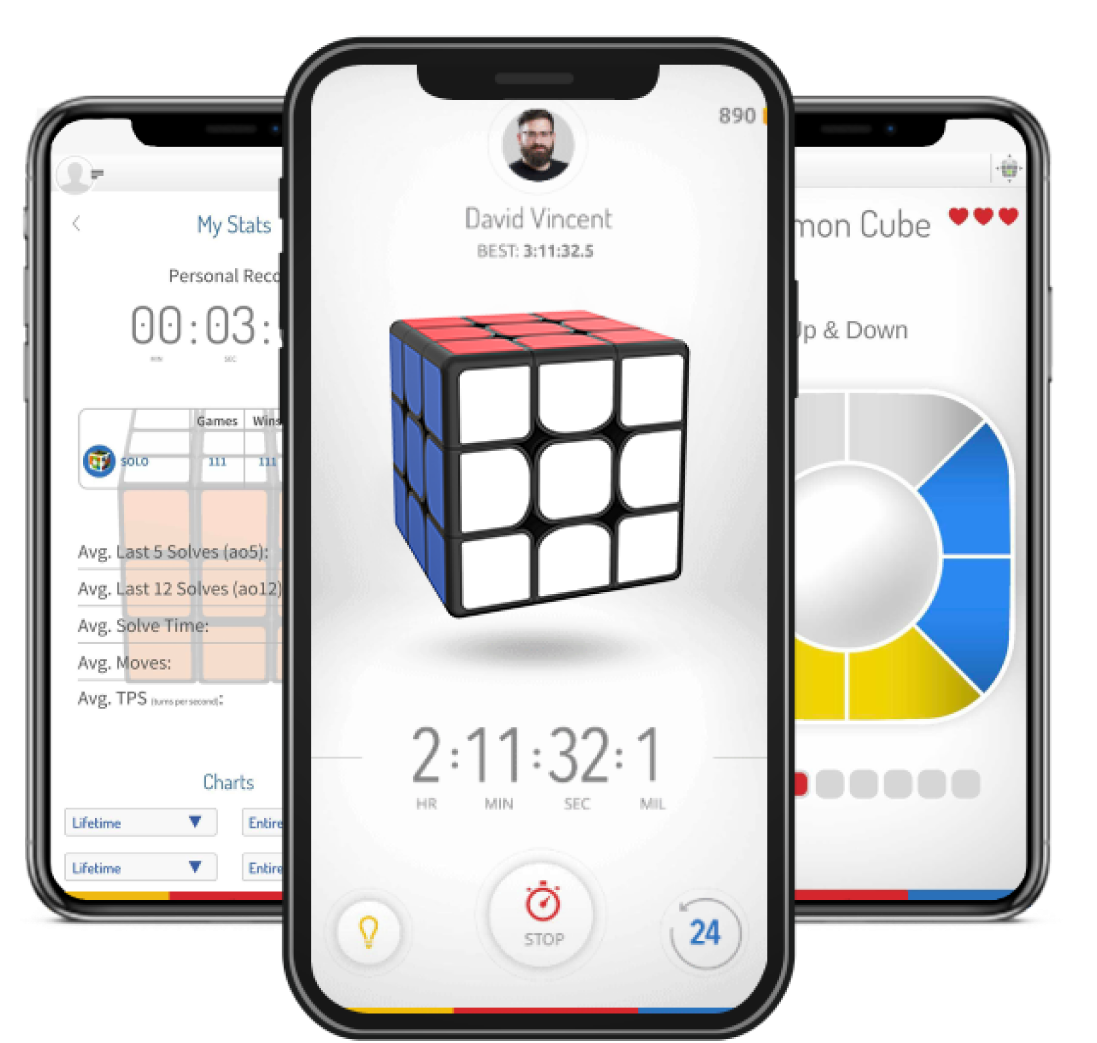 My Stats
Personal Reco
00:03:
MIN SEC
Games Wins
SOLO 111 111
Avg. Last 5 Solves (ao5):
Avg. Last 12 Solves (ao12)
Avg. Solve Time:
Avg. Moves:
Avg. TPS (turns per second):
Charts
Lifetime Entire
Lifetime Entire
890
David Vincent
BEST: 3:11:32.5
2:11:32:1
HR MIN SEC MIL
STOP
24
mon Cube
Up & Down